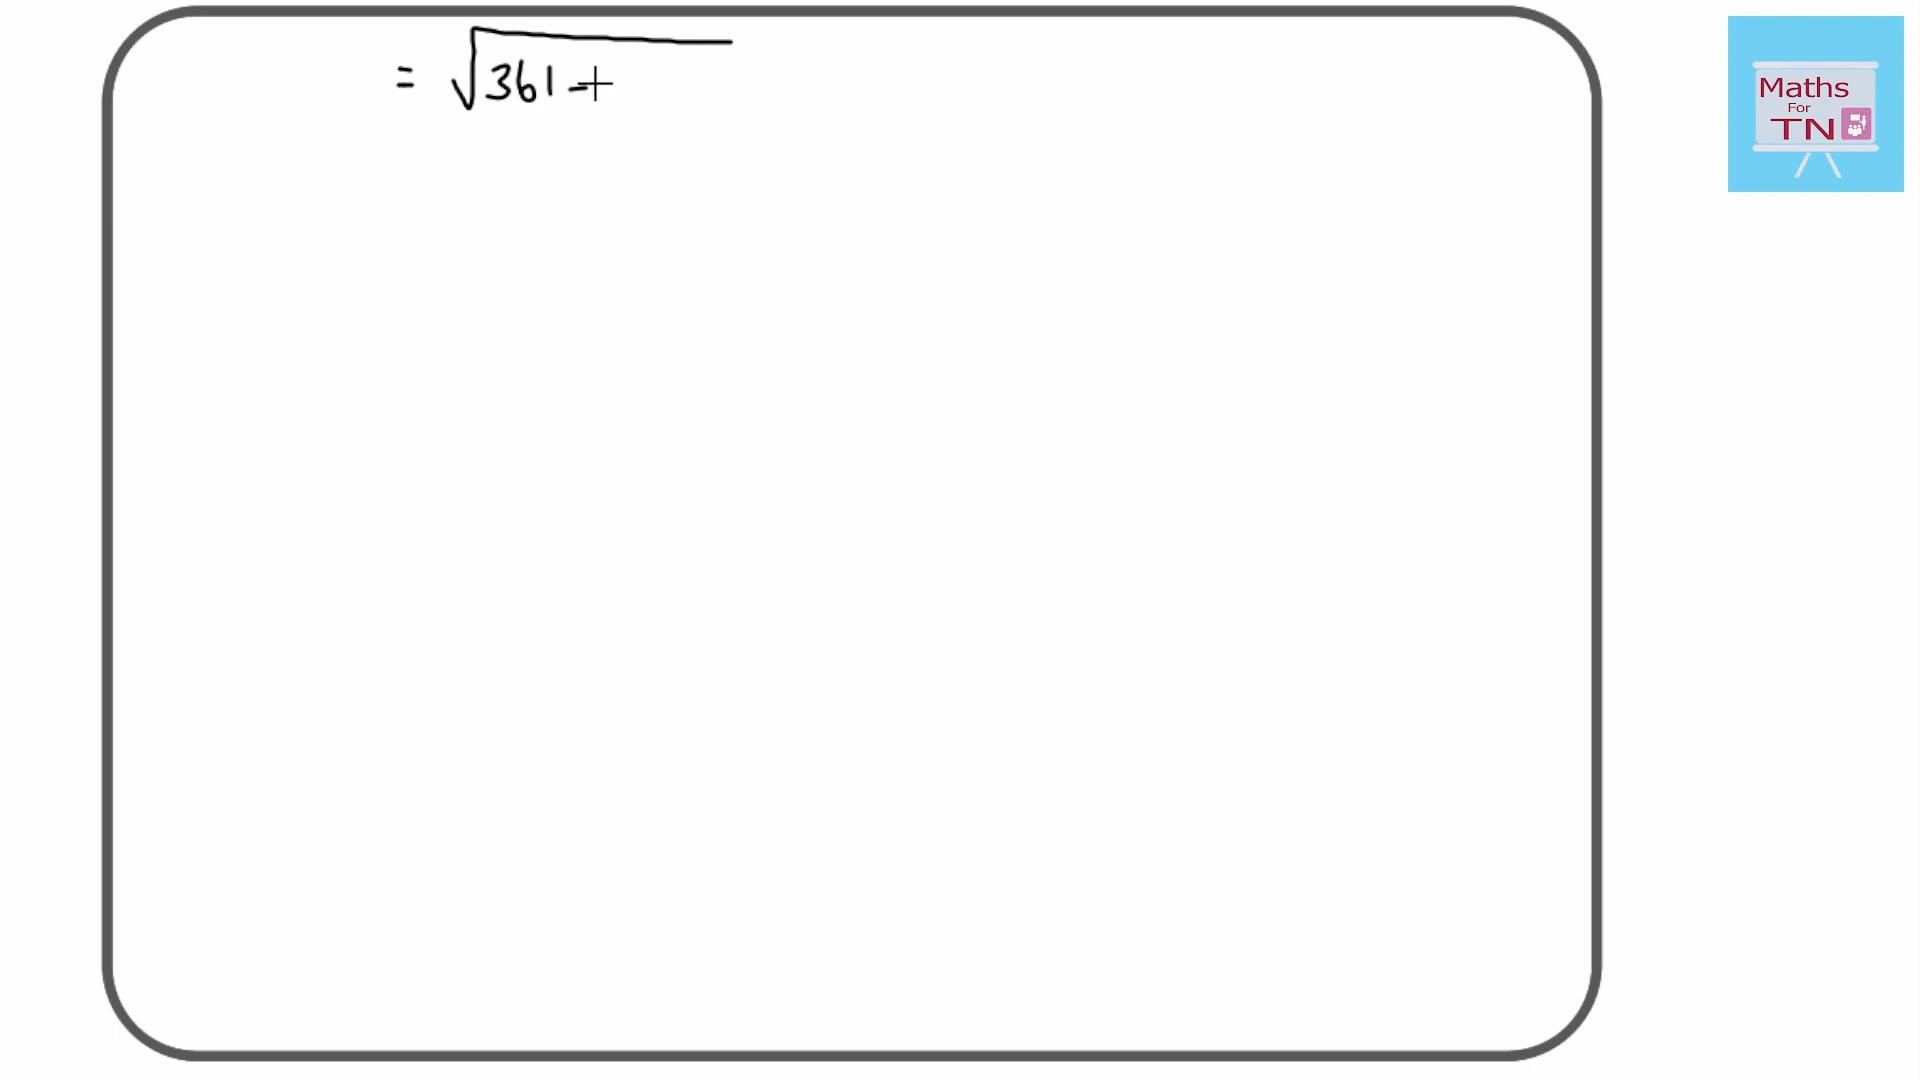 = √361 -
Maths
For
TN